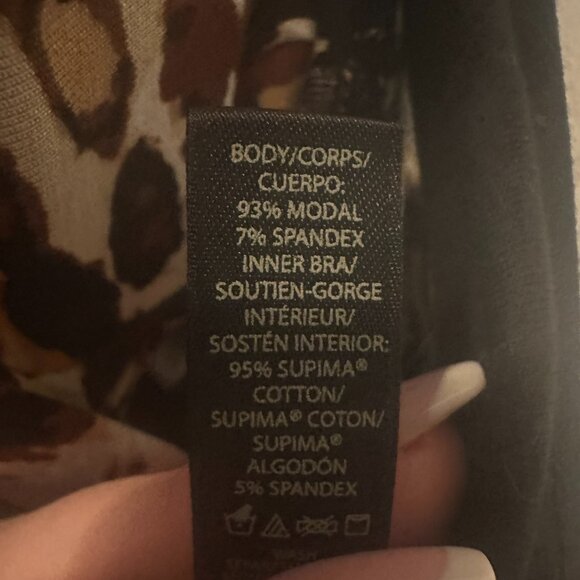 BODY/CORPS/
CUERPO:
93% MODAL
7% SPANDEX
INNER BRA/
SOUTIEN-GORGE
INTÉRIEUR/
SOSTÉN INTERIOR:
95% SUPIMA®
COTTON/
SUPIMA® COTON/
SUPIMA®
ALGODÓN
5% SPANDEX
WASH